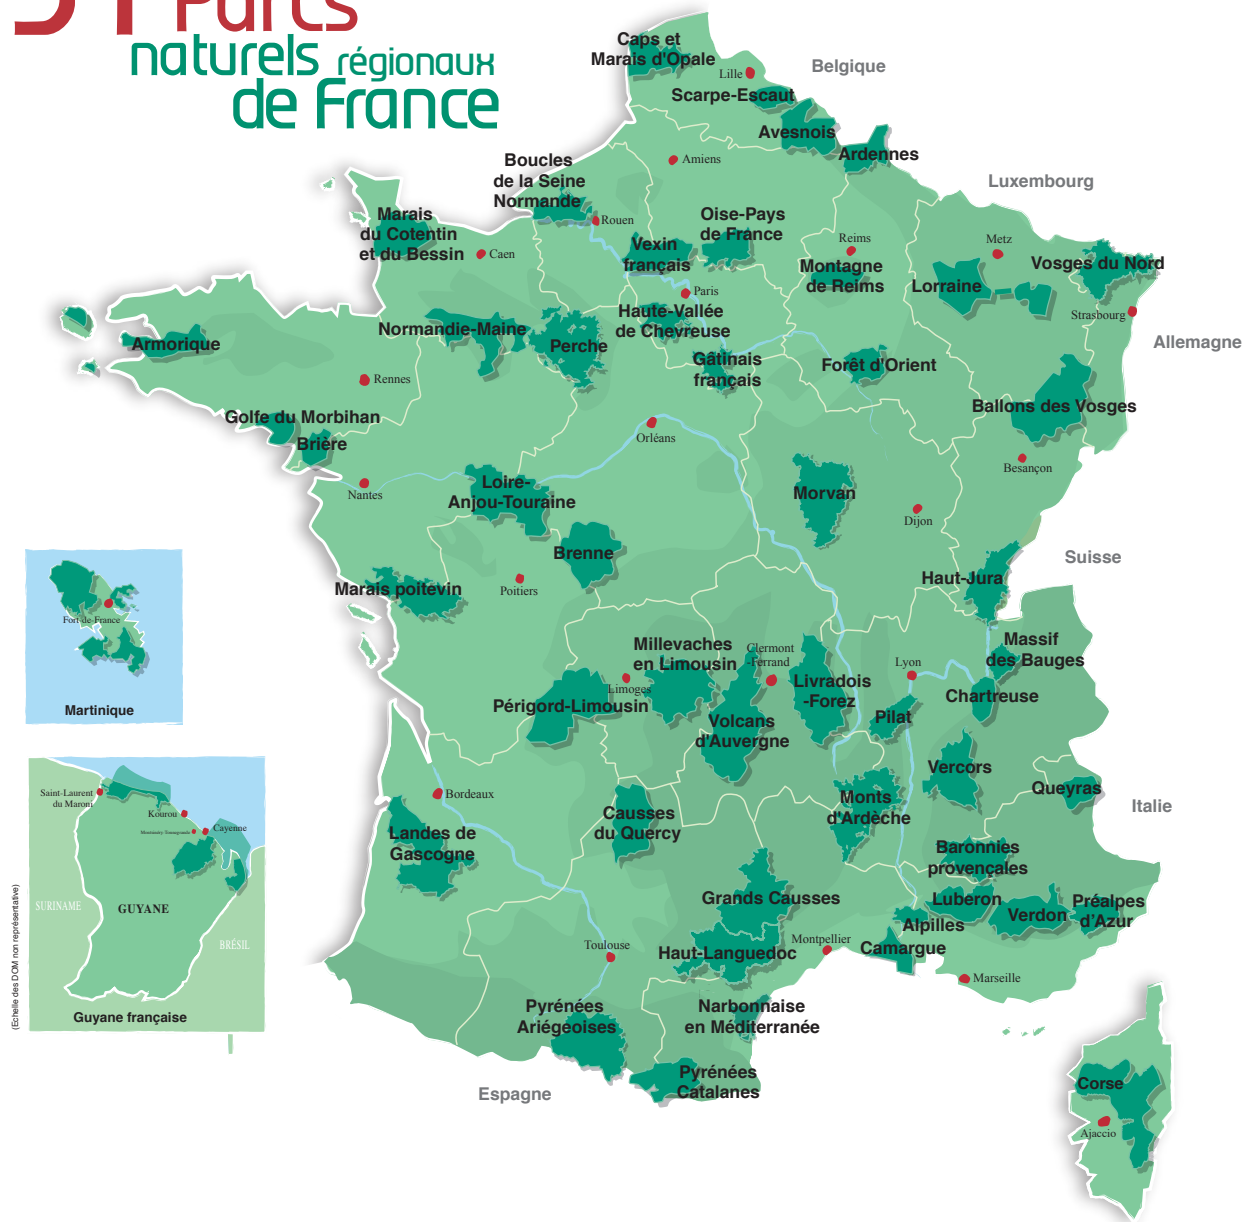 51 Parcs
naturels régionaux
de France
Caps et
Marais d'Opale
Lille
Belgique
Scarpe-Escaut
Avesnois
Ardennes
Amiens
Boucles
de la Seine
Normande
Rouen
Luxembourg
Marais
du Cotentin
et du Bessin
Caen
Oise-Pays
de France
Vexin
français
Reims
Montagne
de Reims
Metz
Lorraine
Vosges du Nord
Strasbourg
Allemagne
Paris
Haute-Vallée
de Chevreuse
Normandie-Maine
Perche
Armorique
Gâtinais
français
Forêt d'Orient
Rennes
Ballons des Vosges
Golfe du Morbihan
Brière
Orléans
Besançon
Nantes
Loire-
Anjou-Touraine
Morvan
Dijon
Brenne
Suisse
Haut-Jura
Marais poitevin
Poitiers
Fort-de-France
Martinique
Millevaches
en Limousin
Clermont
-Ferrand
Massif
des Bauges
Lyon
Limoges
Livradois
-Forez
Chartreuse
Périgord-Limousin
Pilat
Volcans
d'Auvergne
Vercors
Queyras
Italie
Bordeaux
Causses
du Quercy
Monts
d'Ardèche
Landes de
Gascogne
Baronnies
provençales
Saint-Laurent
du Maroni
Kourou
Cayenne
SURINAME
GUYANE
BRÉSIL
Guyane française
(Echelle des DOM non représentative)
Grands Causses
Luberon
Verdon
Préalpes
d'Azur
Alpilles
Toulouse
Haut-Languedoc
Montpellier
Camargue
Marseille
Pyrénées
Ariégeoises
Narbonnaise
en Méditerranée
Pyrénées
Catalanes
Espagne
Corse
Ajaccio